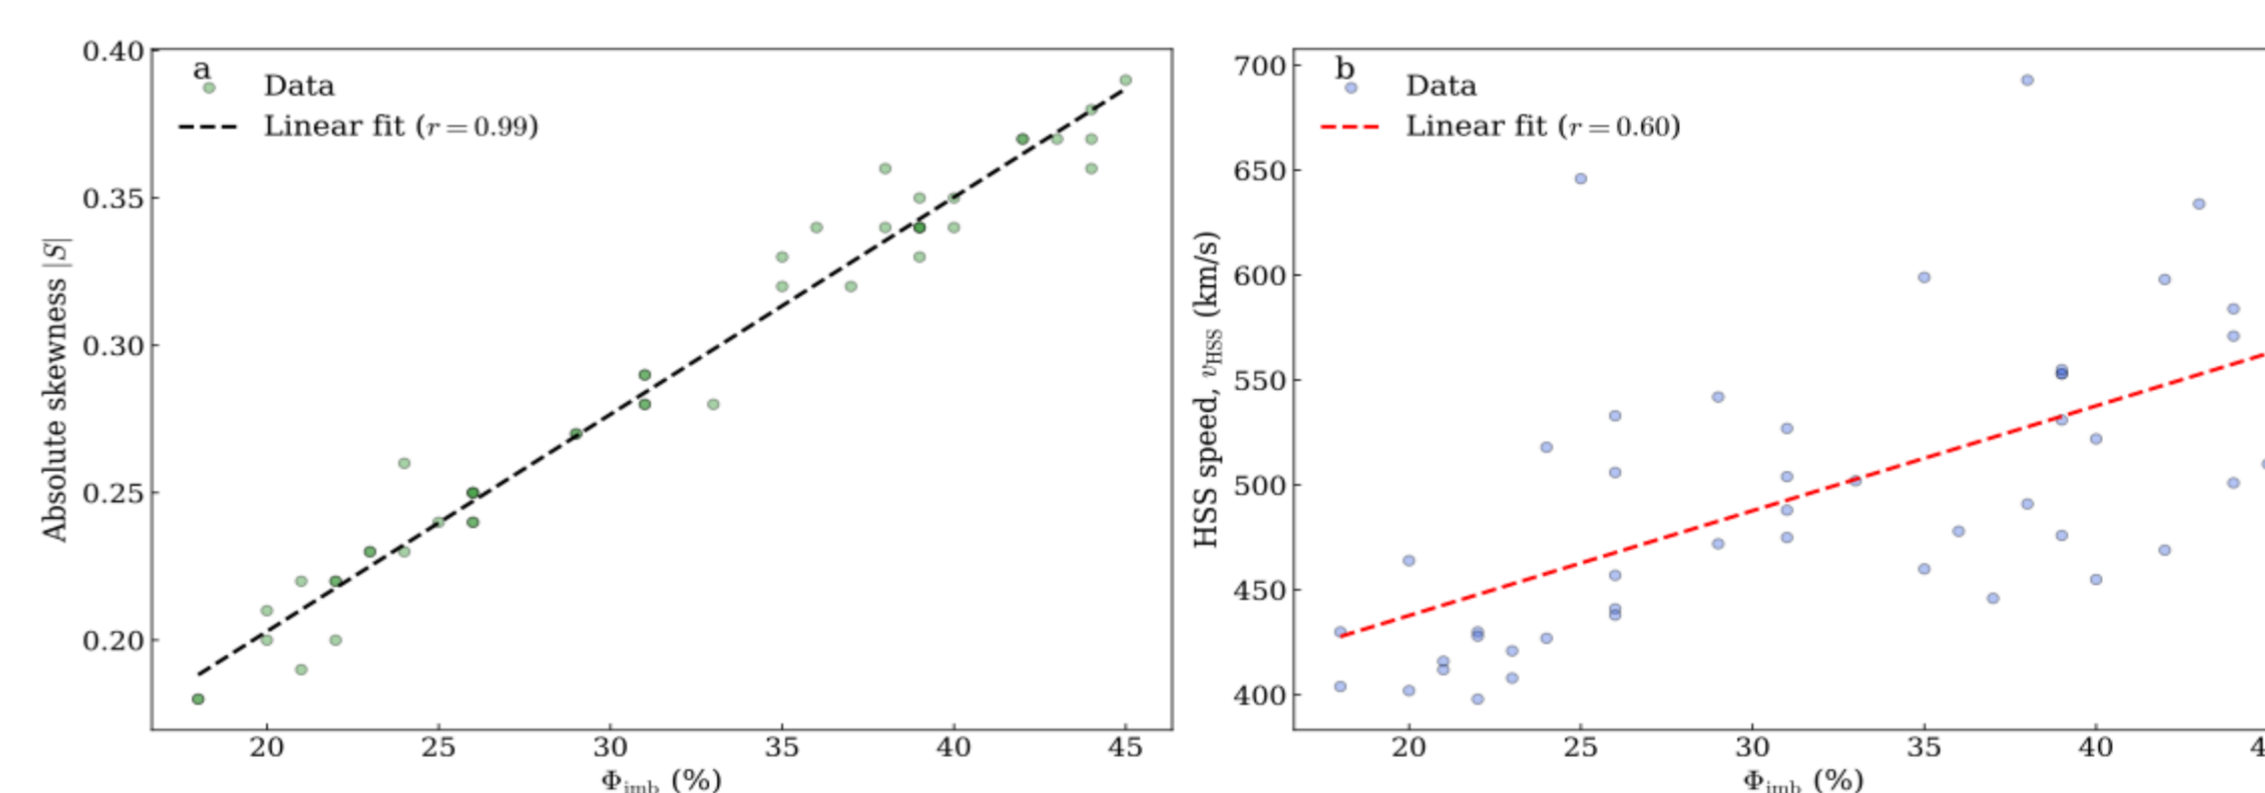 a
Data
Linear fit (r = 0.99)
0.40
0.35
0.30
0.25
0.20
Absolute skewness |S|
20 25 30 35 40 45
Φimb (%)
b
Data
Linear fit (r = 0.60)
700
650
600
550
500
450
400
HSS speed, vHSS (km/s)
20 25 30 35 40 4
Φimb (%)